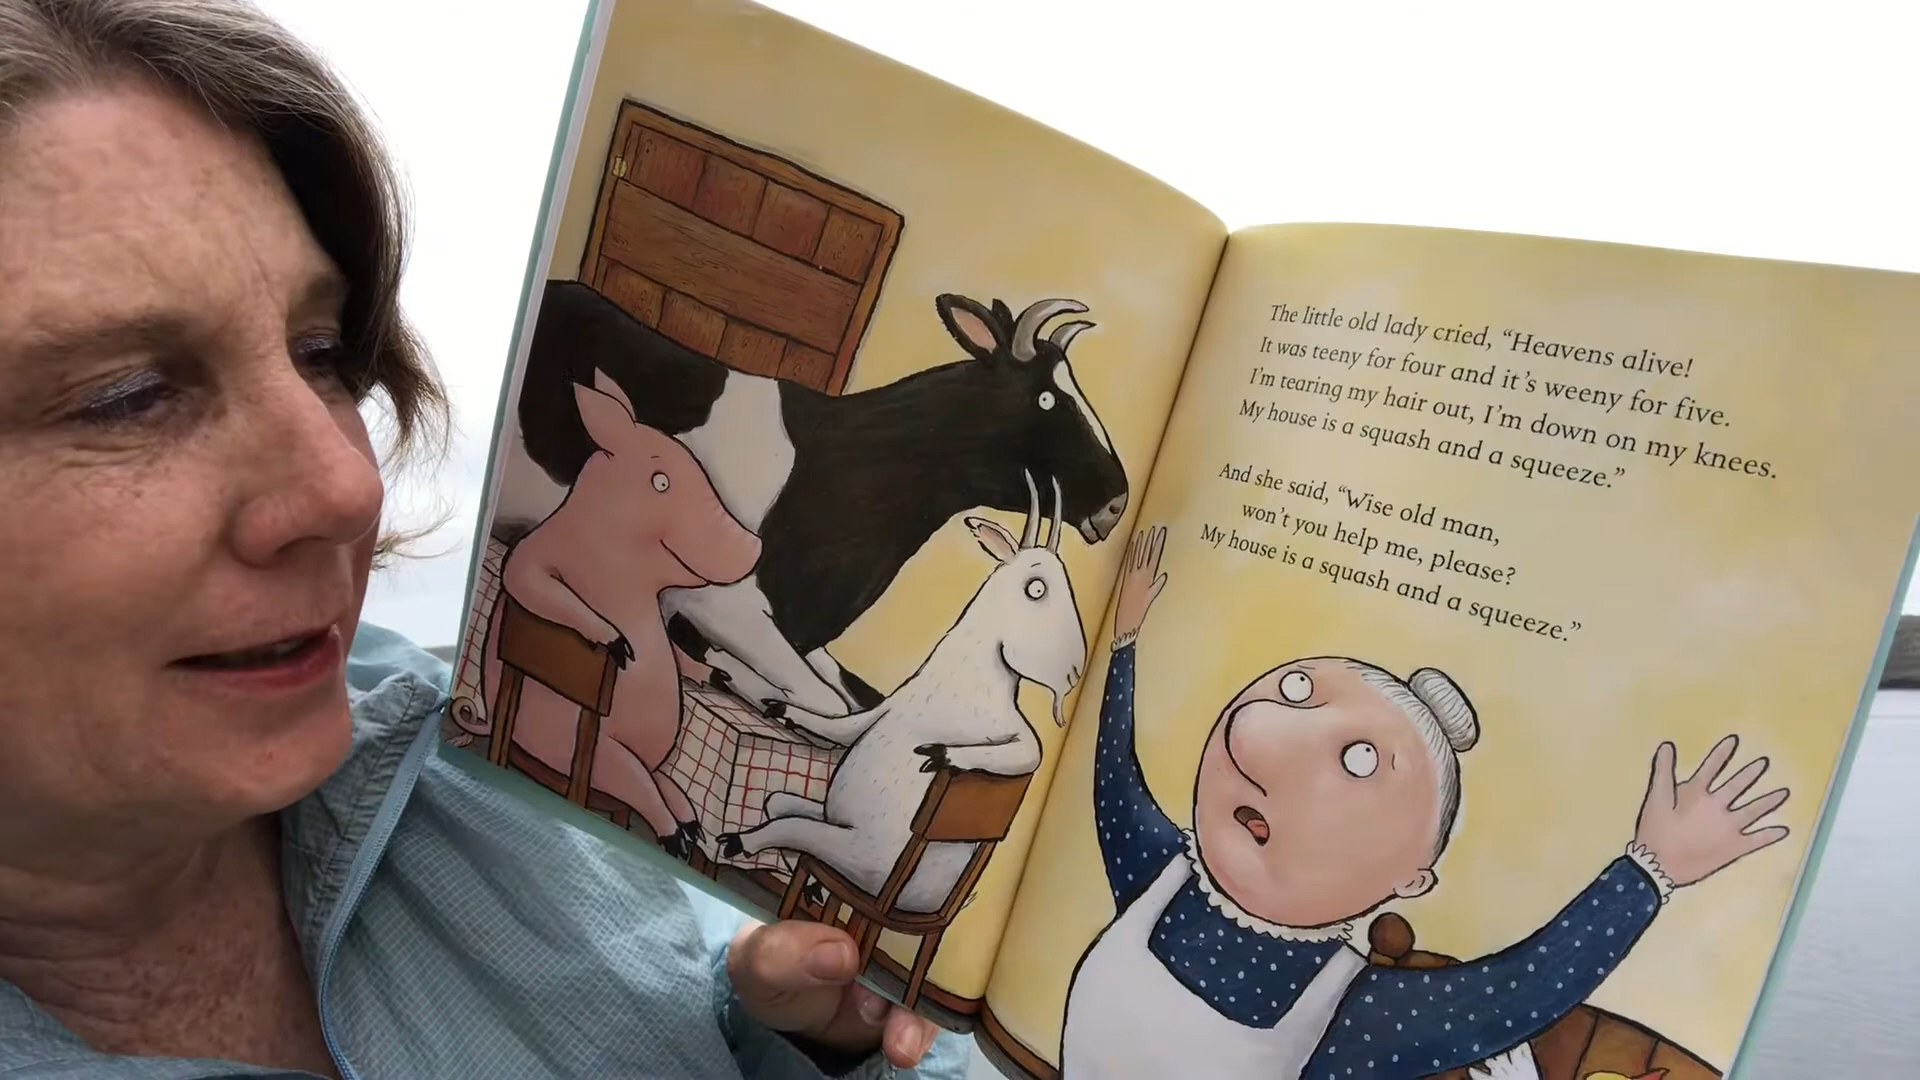 The little old lady cried, “Heavens alive!
It was teeny for four and it’s weeny for five.
I’m tearing my hair out, I’m down on my knees.
My house is a squash and a squeeze.”
And she said, “Wise old man,
won’t you help me, please?
My house is a squash and a squeeze.”